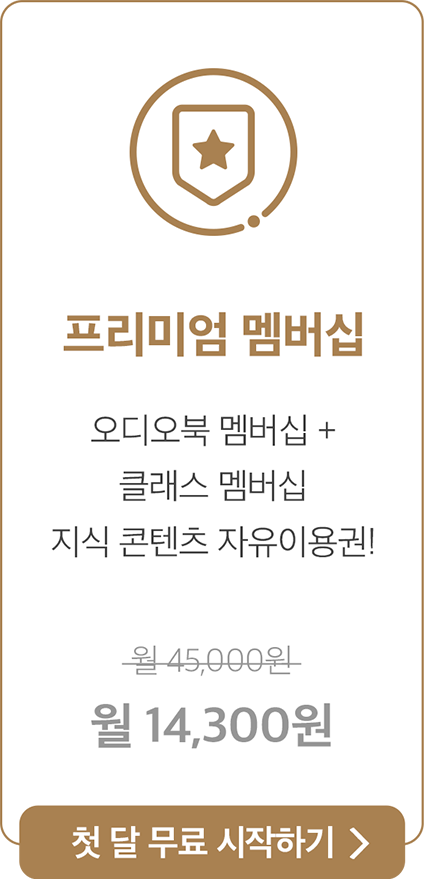 프리미엄 멤버십
오디오북 멤버십 +
클래스 멤버십
지식 콘텐츠 자유이용권!
월 45,000원
월 14,300원
첫 달 무료 시작하기 >